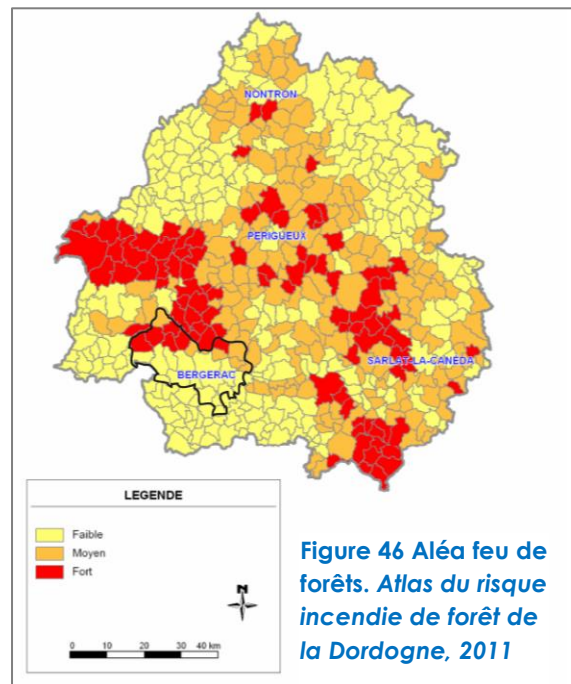 NONTRON
PERIGUEUX
SARLAT-LA-CANEDA
BERGERAC
LEGENDE
Faible
Moyen
Fort
N
0 10 20 30 40 km
Figure 46 Aléa feu de
forêts. Atlas du risque
incendie de forêt de
la Dordogne, 2011